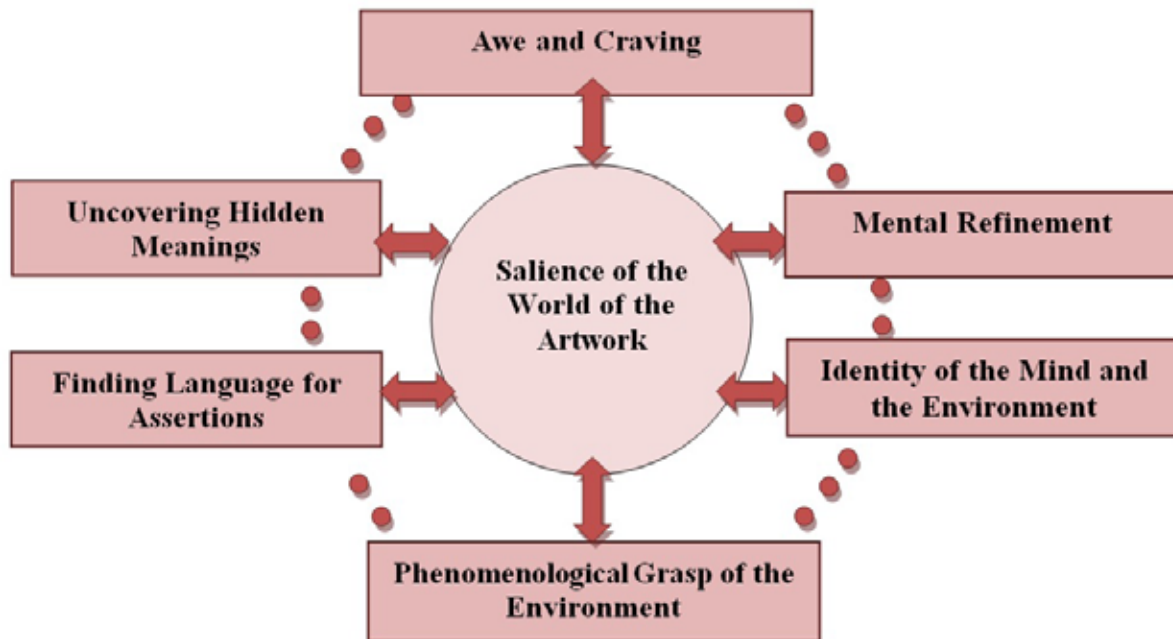 Awe and Craving
Uncovering Hidden
Meanings
Mental Refinement
Salience of the
World of the
Artwork
Finding Language for
Assertions
Identity of the Mind and
the Environment
Phenomenological Grasp of the
Environment